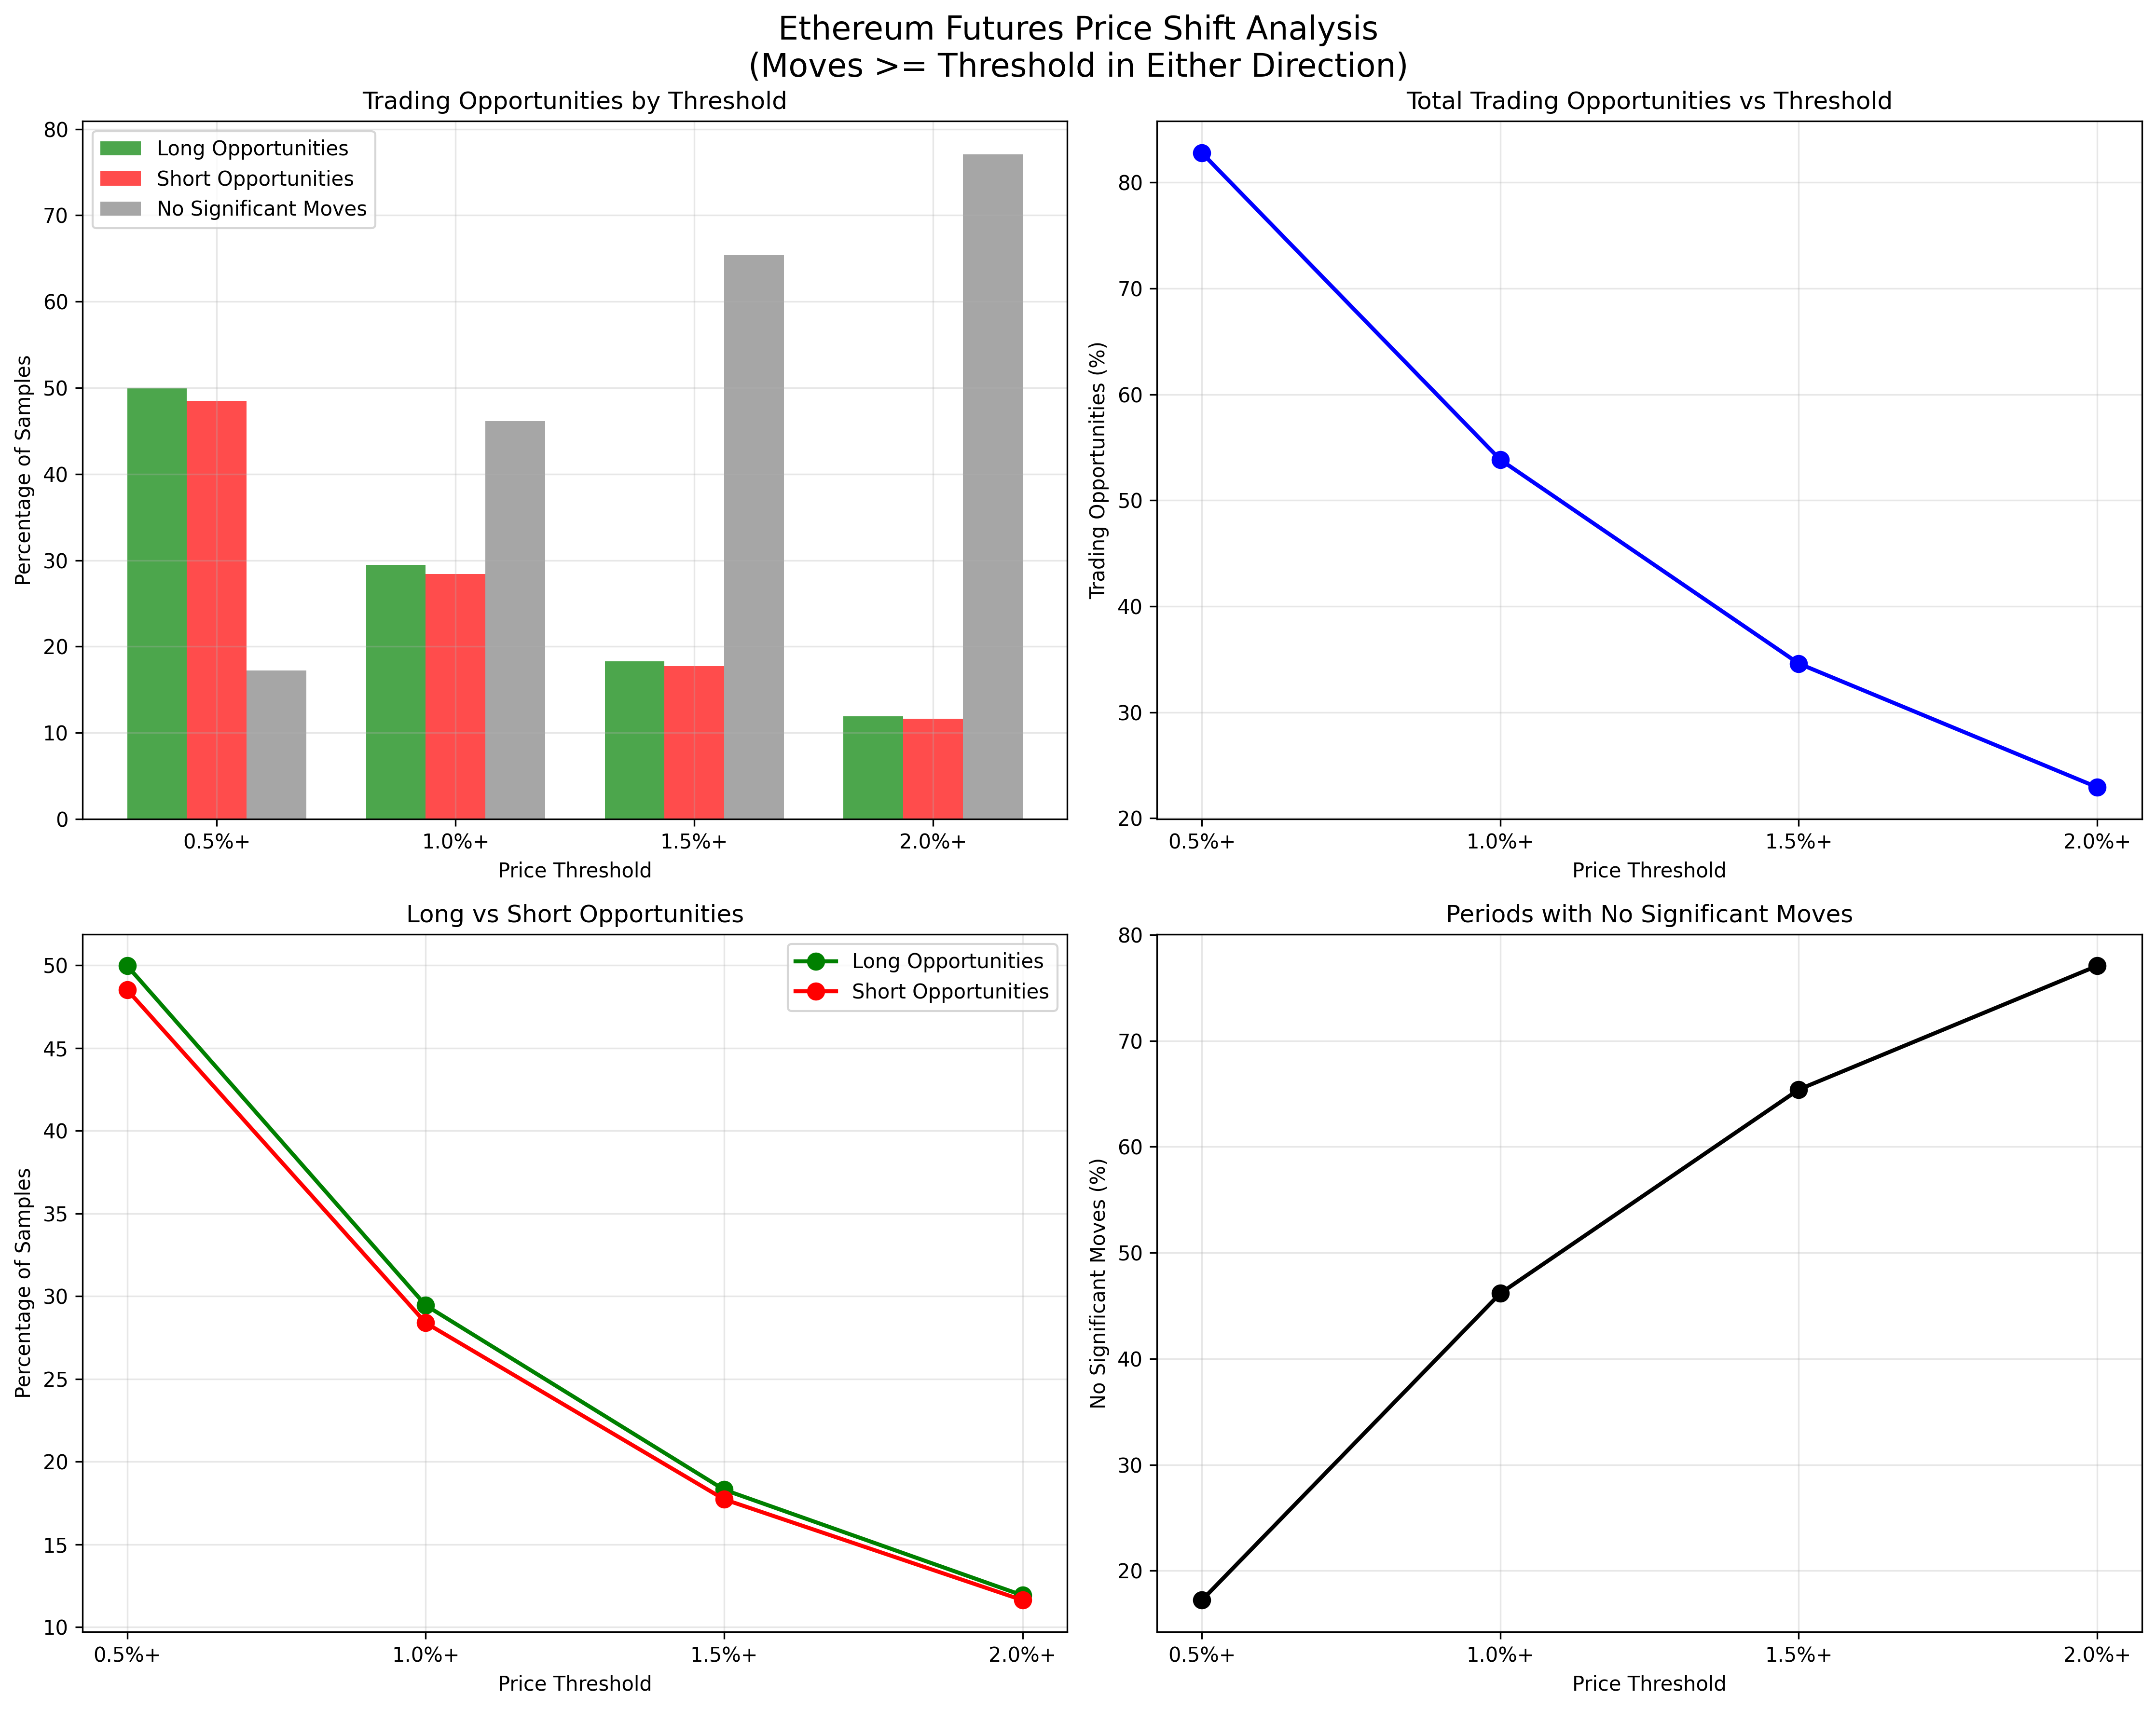 Ethereum Futures Price Shift Analysis
(Moves >= Threshold in Either Direction)
Trading Opportunities by Threshold
Long Opportunities
Short Opportunities
No Significant Moves
Percentage of Samples
80
70
60
50
40
30
20
10
0
0.5%+ 1.0%+ 1.5%+ 2.0%+
Price Threshold
Total Trading Opportunities vs Threshold
Trading Opportunities (%)
80
70
60
50
40
30
20
0.5%+ 1.0%+ 1.5%+ 2.0%+
Price Threshold
Long vs Short Opportunities
Long Opportunities
Short Opportunities
Percentage of Samples
50
45
40
35
30
25
20
15
10
0.5%+ 1.0%+ 1.5%+ 2.0%+
Price Threshold
Periods with No Significant Moves
No Significant Moves (%)
80
70
60
50
40
30
20
0.5%+ 1.0%+ 1.5%+ 2.0%+
Price Threshold